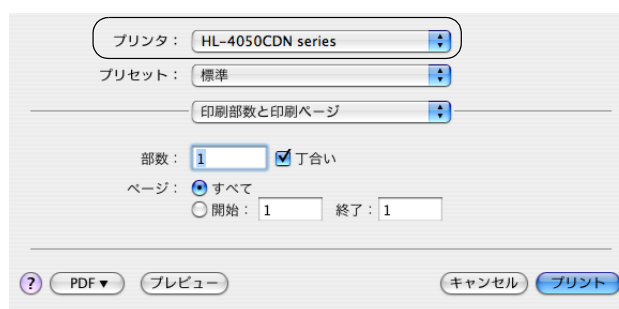 プリンタ： HL-4050CDN series
プリセット： 標準
印刷部数と印刷ページ
部数： 1 丁合い
ページ： すべて
開始： 1 終了： 1
? PDF▼ プレビュー キャンセル プリント